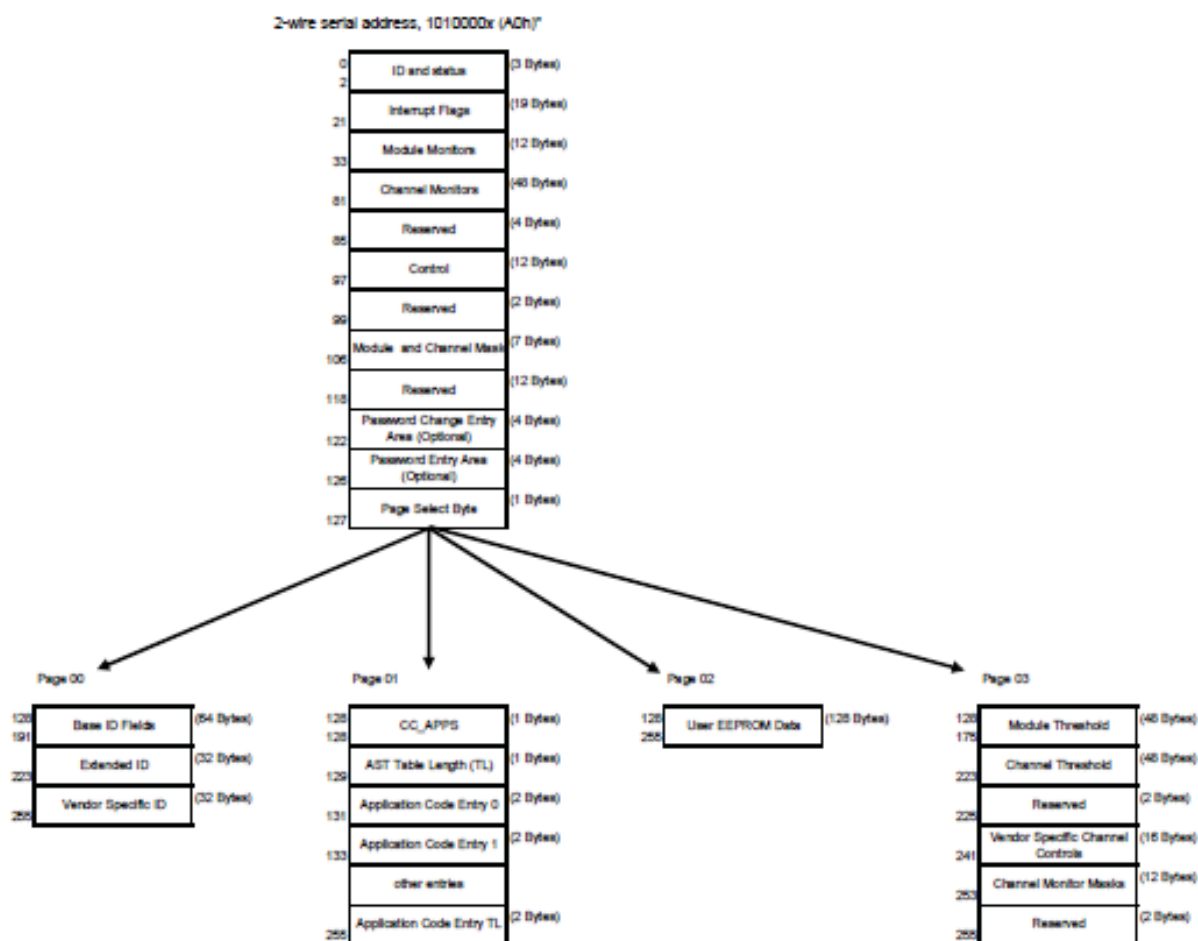 2-wire serial address, 1010000x (A0h)"
0
ID and status
(3 Bytes)
2
Interrupt Flags
(19 Bytes)
21
Module Monitors
(12 Bytes)
33
Channel Monitors
(48 Bytes)
81
Reserved
(4 Bytes)
85
Control
(12 Bytes)
97
Reserved
(2 Bytes)
99
Module and Channel Mask
(7 Bytes)
106
Reserved
(12 Bytes)
118
Password Change Entry
Area (Optional)
(4 Bytes)
122
Password Entry Area
(Optional)
(4 Bytes)
126
Page Select Byte
(1 Bytes)
127
Page 00
128
Base ID Fields
(64 Bytes)
191
Extended ID
(32 Bytes)
223
Vendor Specific ID
(32 Bytes)
255
Page 01
128
CC_APPS
(1 Bytes)
128
AST Table Length (TL)
(1 Bytes)
129
Application Code Entry 0
(2 Bytes)
131
Application Code Entry 1
(2 Bytes)
133
other entries
Application Code Entry TL
(2 Bytes)
255
Page 02
128
User EEPROM Data
(128 Bytes)
255
Page 03
128
Module Threshold
(48 Bytes)
175
Channel Threshold
(48 Bytes)
223
Reserved
(2 Bytes)
225
Vendor Specific Channel
Controls
(16 Bytes)
241
Channel Monitor Masks
(12 Bytes)
253
Reserved
(2 Bytes)
255